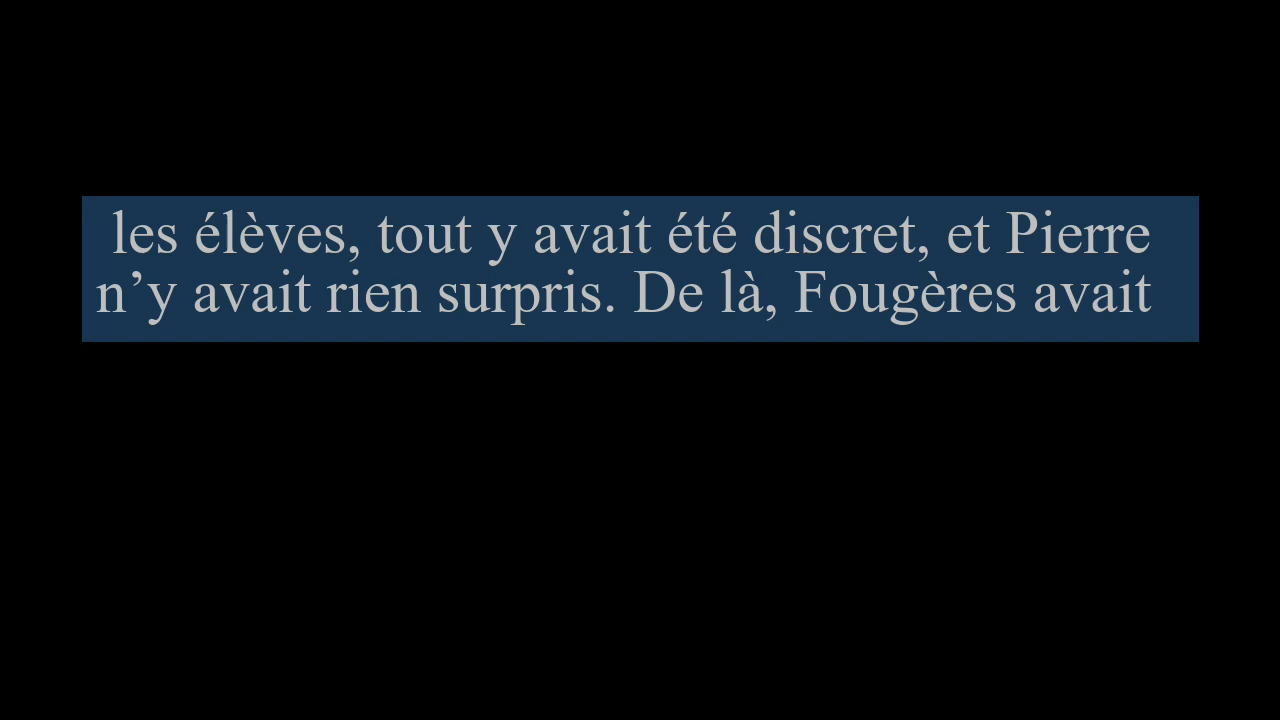 les élèves, tout y avait été discret, et Pierre
n’y avait rien surpris. De là, Fougères avait